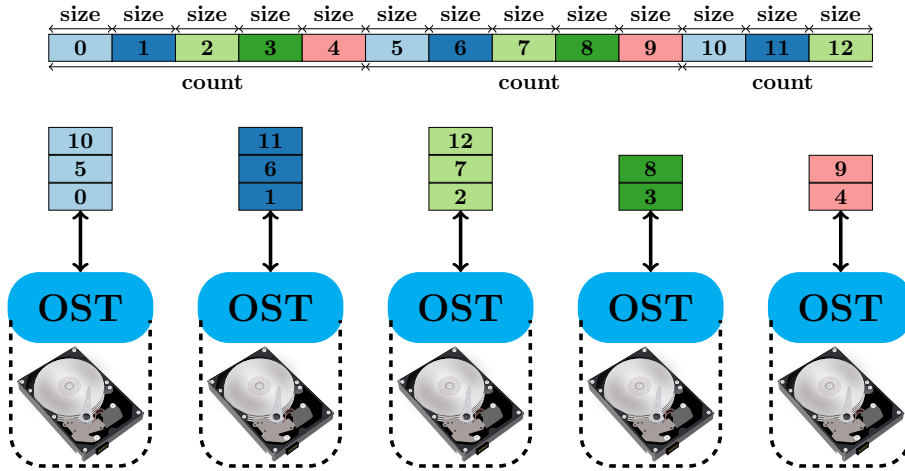 size size size size size size size size size size size size size
0 1 2 3 4 5 6 7 8 9 10 11 12
count count count
10 11 12
5 6 7 8 9
0 1 2 3 4
OST OST OST OST OST